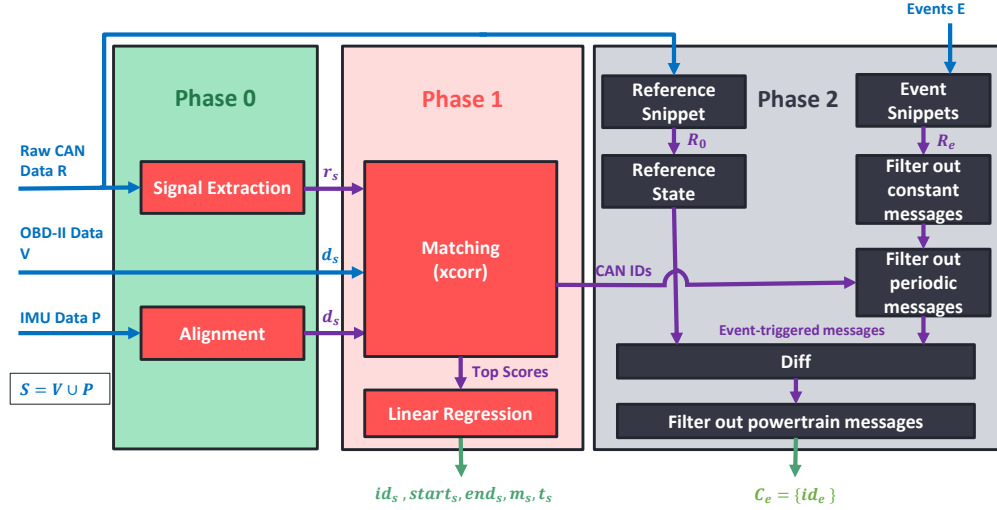 Events E
Phase 0
Phase 1
Phase 2
Reference
Snippet
Event
Snippets
R₀
Rₑ
Raw CAN
Data R
Signal Extraction
rₛ
Reference
State
Filter out
constant
messages
OBD-II Data
V
dₛ
Matching
(xcorr)
CAN IDs
Filter out
periodic
messages
IMU Data P
Alignment
dₛ
Event-triggered messages
Diff
Top Scores
S = V ∪ P
Linear Regression
Filter out powertrain messages
idₛ , startₛ, endₛ, mₛ, tₛ
Cₑ = {idₑ }